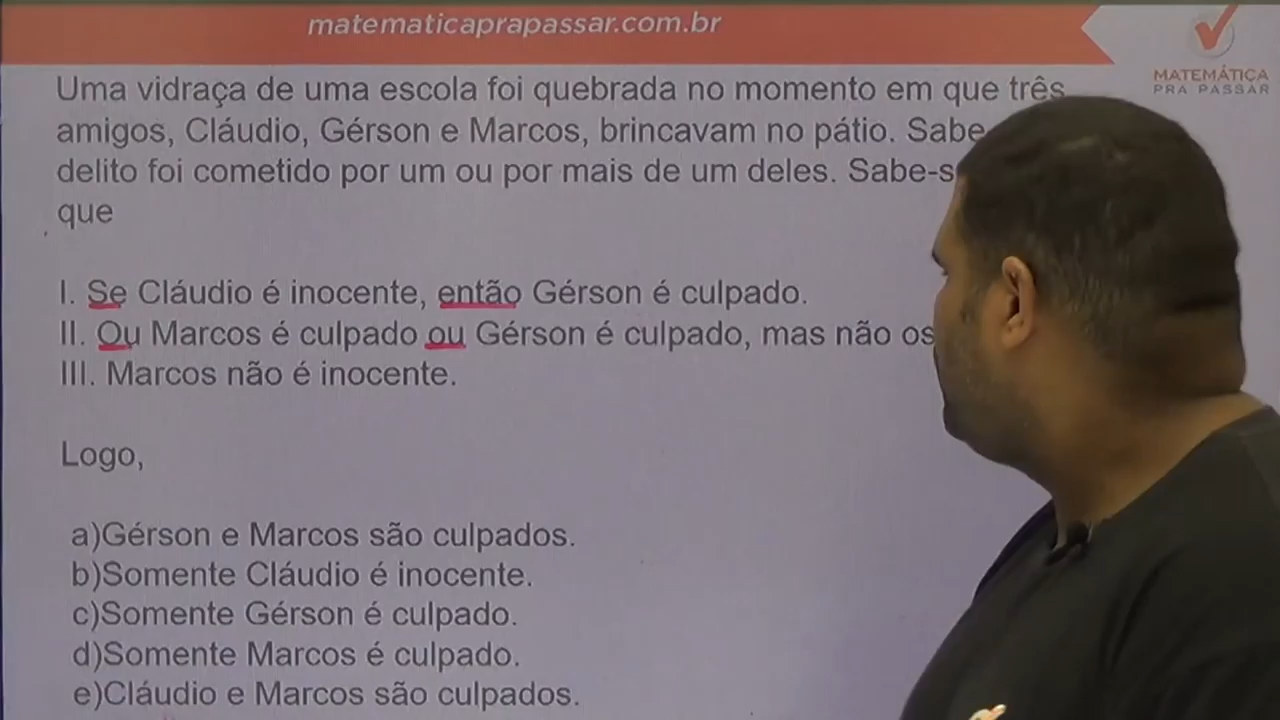 matematicaprapassar.com.br
MATEMÁTICA
PRA PASSAR
Uma vidraça de uma escola foi quebrada no momento em que três
amigos, Cláudio, Gérson e Marcos, brincavam no pátio. Sabe
delito foi cometido por um ou por mais de um deles. Sabe-s
que
I. Se Cláudio é inocente, então Gérson é culpado.
II. Ou Marcos é culpado ou Gérson é culpado, mas não os
III. Marcos não é inocente.
Logo,
a)Gérson e Marcos são culpados.
b)Somente Cláudio é inocente.
c)Somente Gérson é culpado.
d)Somente Marcos é culpado.
e)Cláudio e Marcos são culpados.